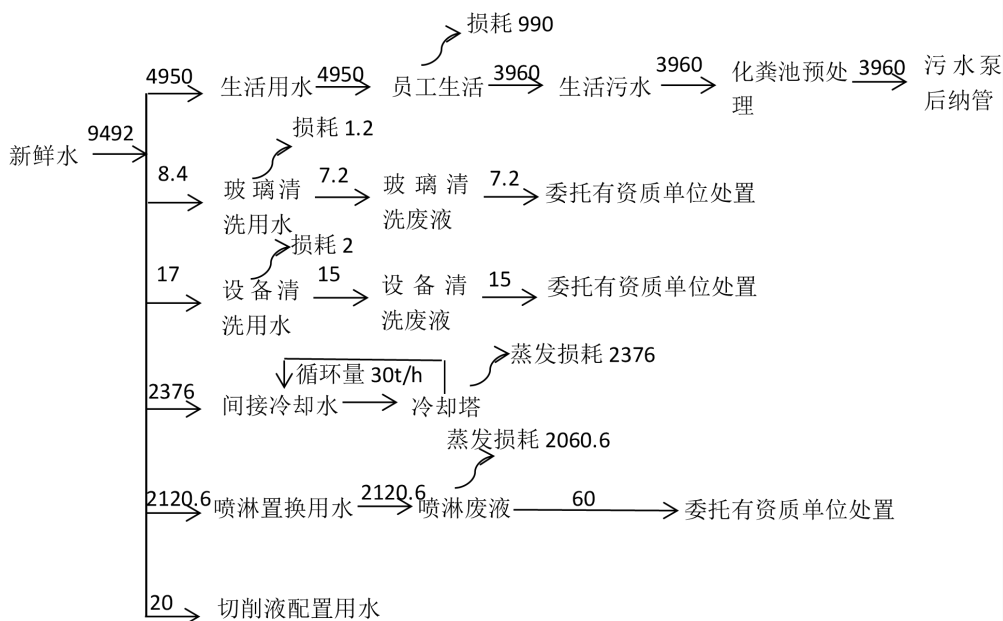 损耗 990
4950
生活用水
4950
员工生活
3960
生活污水
3960
化粪池预处
理
3960
污水泵
后纳管
新鲜水
9492
损耗 1.2
8.4
玻璃清
洗用水
7.2
玻璃清
洗废液
7.2
委托有资质单位处置
损耗 2
17
设备清
洗用水
15
设备清
洗废液
15
委托有资质单位处置
蒸发损耗 2376
循环量 30t/h
2376
间接冷却水
冷却塔
蒸发损耗 2060.6
2120.6
喷淋置换用水
2120.6
喷淋废液
60
委托有资质单位处置
20
切削液配置用水